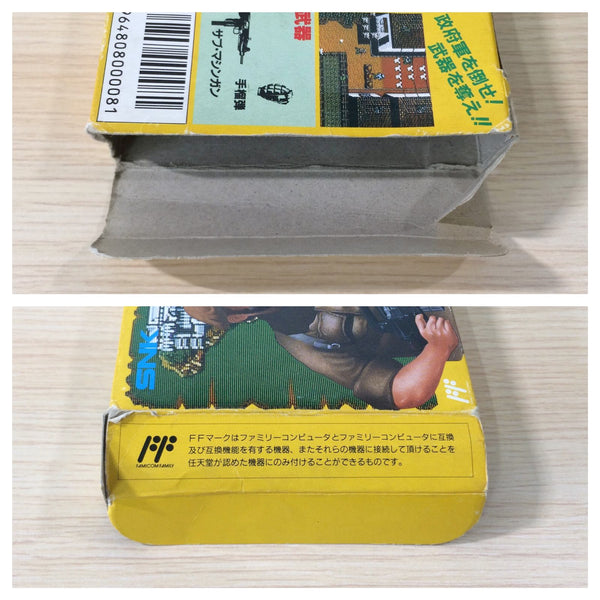 政府軍を倒せ!
武器を奪え!!
武器
サブ・マシンガン
手榴弾
64808000081
SNK
FAMICOM FAMILY
FFマークはファミリーコンピュータとファミリーコンピュータに互換
及び互換機能を有する機器、またそれらの機器に接続して頂けることを
任天堂が認めた機器にのみ付けることができるものです。